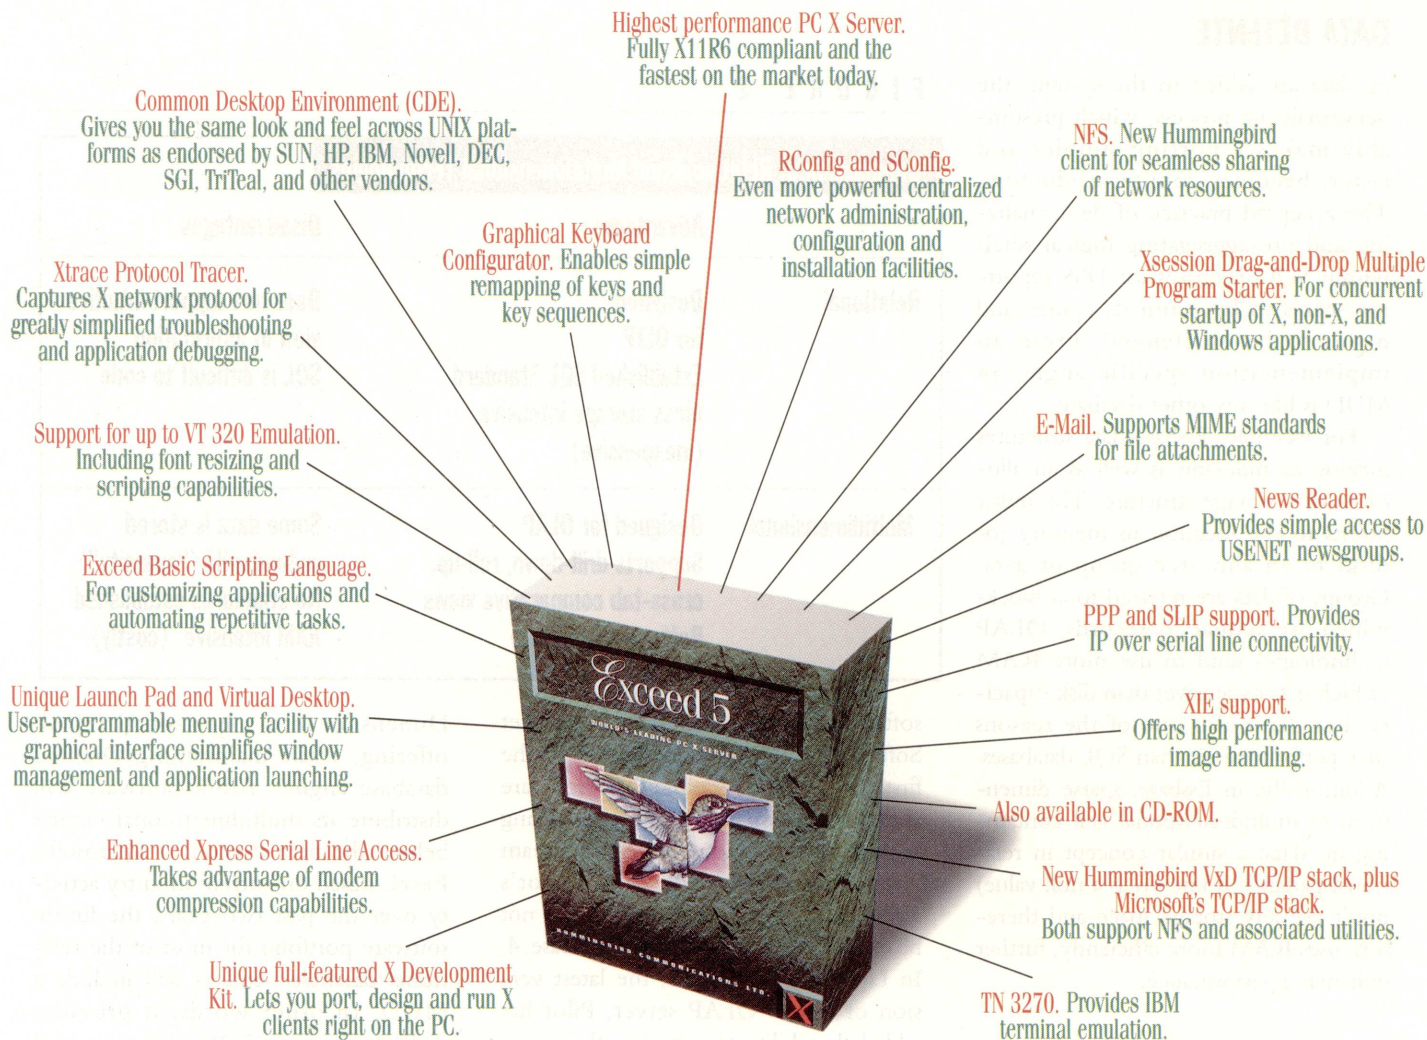 Highest performance PC X Server.
Fully X11R6 compliant and the
fastest on the market today.
Common Desktop Environment (CDE).
Gives you the same look and feel across UNIX plat-
forms as endorsed by SUN, HP, IBM, Novell, DEC,
SGI, TriTeal, and other vendors.
NFS. New Hummingbird
client for seamless sharing
of network resources.
RConfig and SConfig.
Even more powerful centralized
network administration,
configuration and
installation facilities.
Graphical Keyboard
Configurator. Enables simple
remapping of keys and
key sequences.
Xtrace Protocol Tracer.
Captures X network protocol for
greatly simplified troubleshooting
and application debugging.
Xsession Drag-and-Drop Multiple
Program Starter. For concurrent
startup of X, non-X, and
Windows applications.
Support for up to VT 320 Emulation.
Including font resizing and
scripting capabilities.
E-Mail. Supports MIME standards
for file attachments.
News Reader.
Provides simple access to
USENET newsgroups.
Exceed Basic Scripting Language.
For customizing applications and
automating repetitive tasks.
PPP and SLIP support. Provides
IP over serial line connectivity.
Unique Launch Pad and Virtual Desktop.
User-programmable menuing facility with
graphical interface simplifies window
management and application launching.
XIE support.
Offers high performance
image handling.
Exceed 5
WORLD'S LEADING PC X SERVER
HUMMINGBIRD COMMUNICATIONS LTD.
X
Also available in CD-ROM.
Enhanced Xpress Serial Line Access.
Takes advantage of modem
compression capabilities.
New Hummingbird VxD TCP/IP stack, plus
Microsoft's TCP/IP stack.
Both support NFS and associated utilities.
Unique full-featured X Development
Kit. Lets you port, design and run X
clients right on the PC.
TN 3270. Provides IBM
terminal emulation.